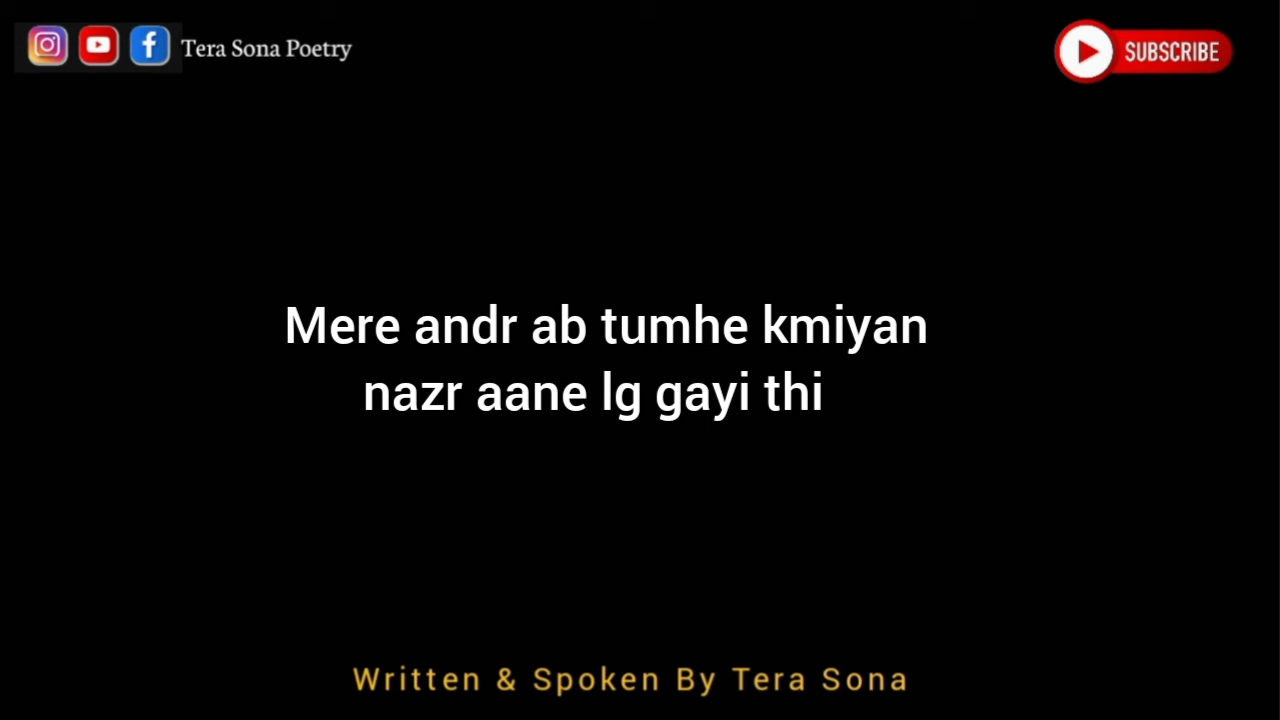 Tera Sona Poetry
SUBSCRIBE
Mere andr ab tumhe kmiyan
nazr aane lg gayi thi
Written & Spoken By Tera Sona